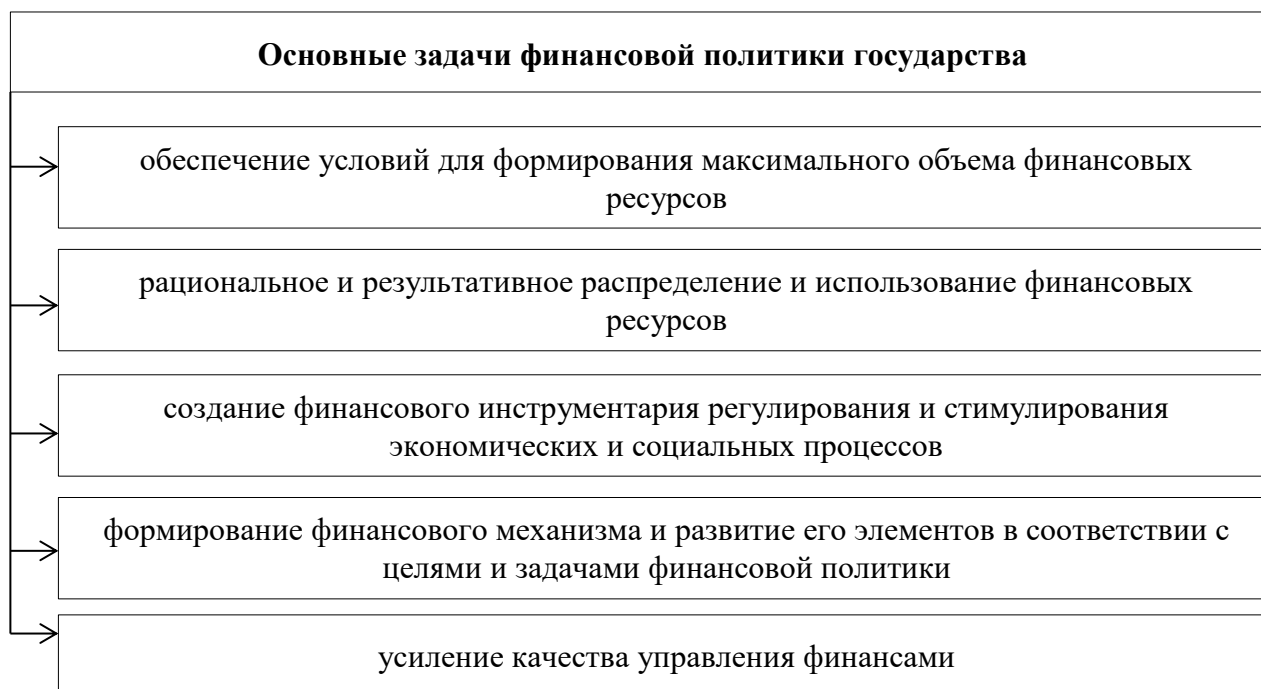 Основные задачи финансовой политики государства
обеспечение условий для формирования максимального объема финансовых
ресурсов
рациональное и результативное распределение и использование финансовых
ресурсов
создание финансового инструментария регулирования и стимулирования
экономических и социальных процессов
формирование финансового механизма и развитие его элементов в соответствии с
целями и задачами финансовой политики
усиление качества управления финансами